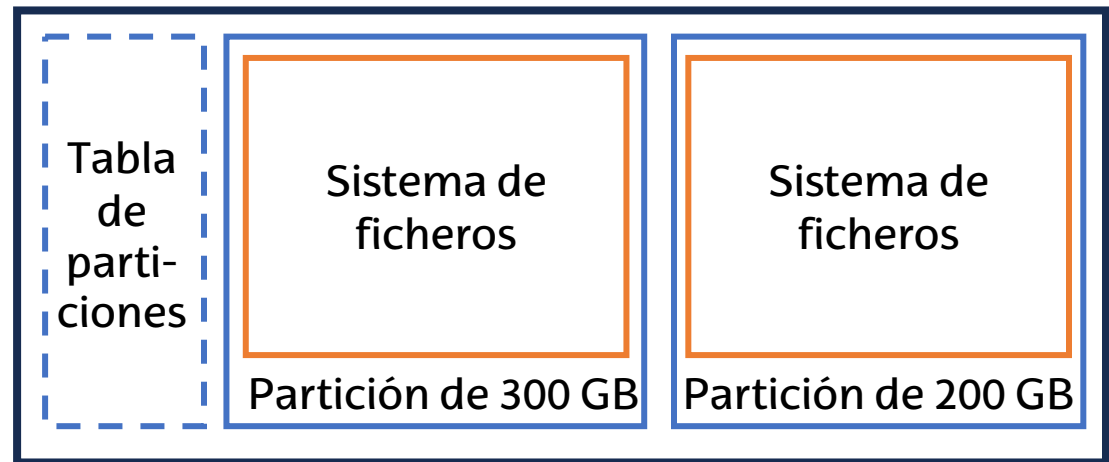 Tabla
de
parti-
ciones
Sistema de
ficheros
Partición de 300 GB
Sistema de
ficheros
Partición de 200 GB